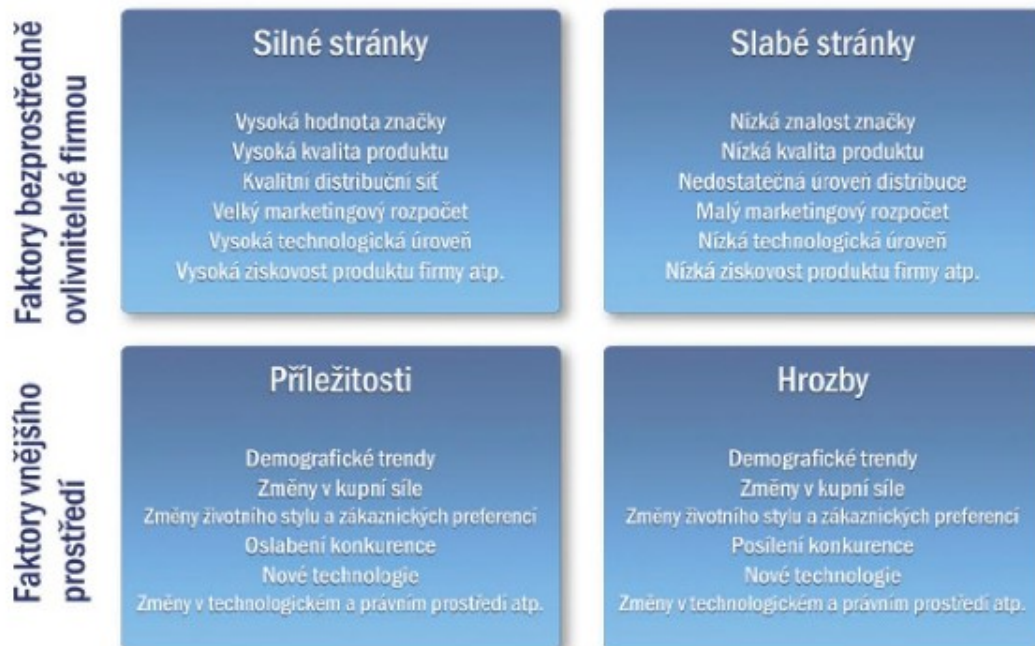 Faktory bezprostředně
ovlivnitelné firmou
Silné stránky
Vysoká hodnota značky
Vysoká kvalita produktu
Kvalitní distribuční síť
Velký marketingový rozpočet
Vysoká technologická úroveň
Vysoká ziskovost produktu firmy atp.
Slabé stránky
Nízká znalost značky
Nízká kvalita produktu
Nedostatečná úroveň distribuce
Malý marketingový rozpočet
Nízká technologická úroveň
Nízká ziskovost produktu firmy atp.
Faktory vnějšího
prostředí
Příležitosti
Demografické trendy
Změny v kupní síle
Změny životního stylu a zákaznických preferencí
Oslabení konkurence
Nové technologie
Změny v technologickém a právním prostředí atp.
Hrozby
Demografické trendy
Změny v kupní síle
Změny životního stylu a zákaznických preferencí
Posílení konkurence
Nové technologie
Změny v technologickém a právním prostředí atp.